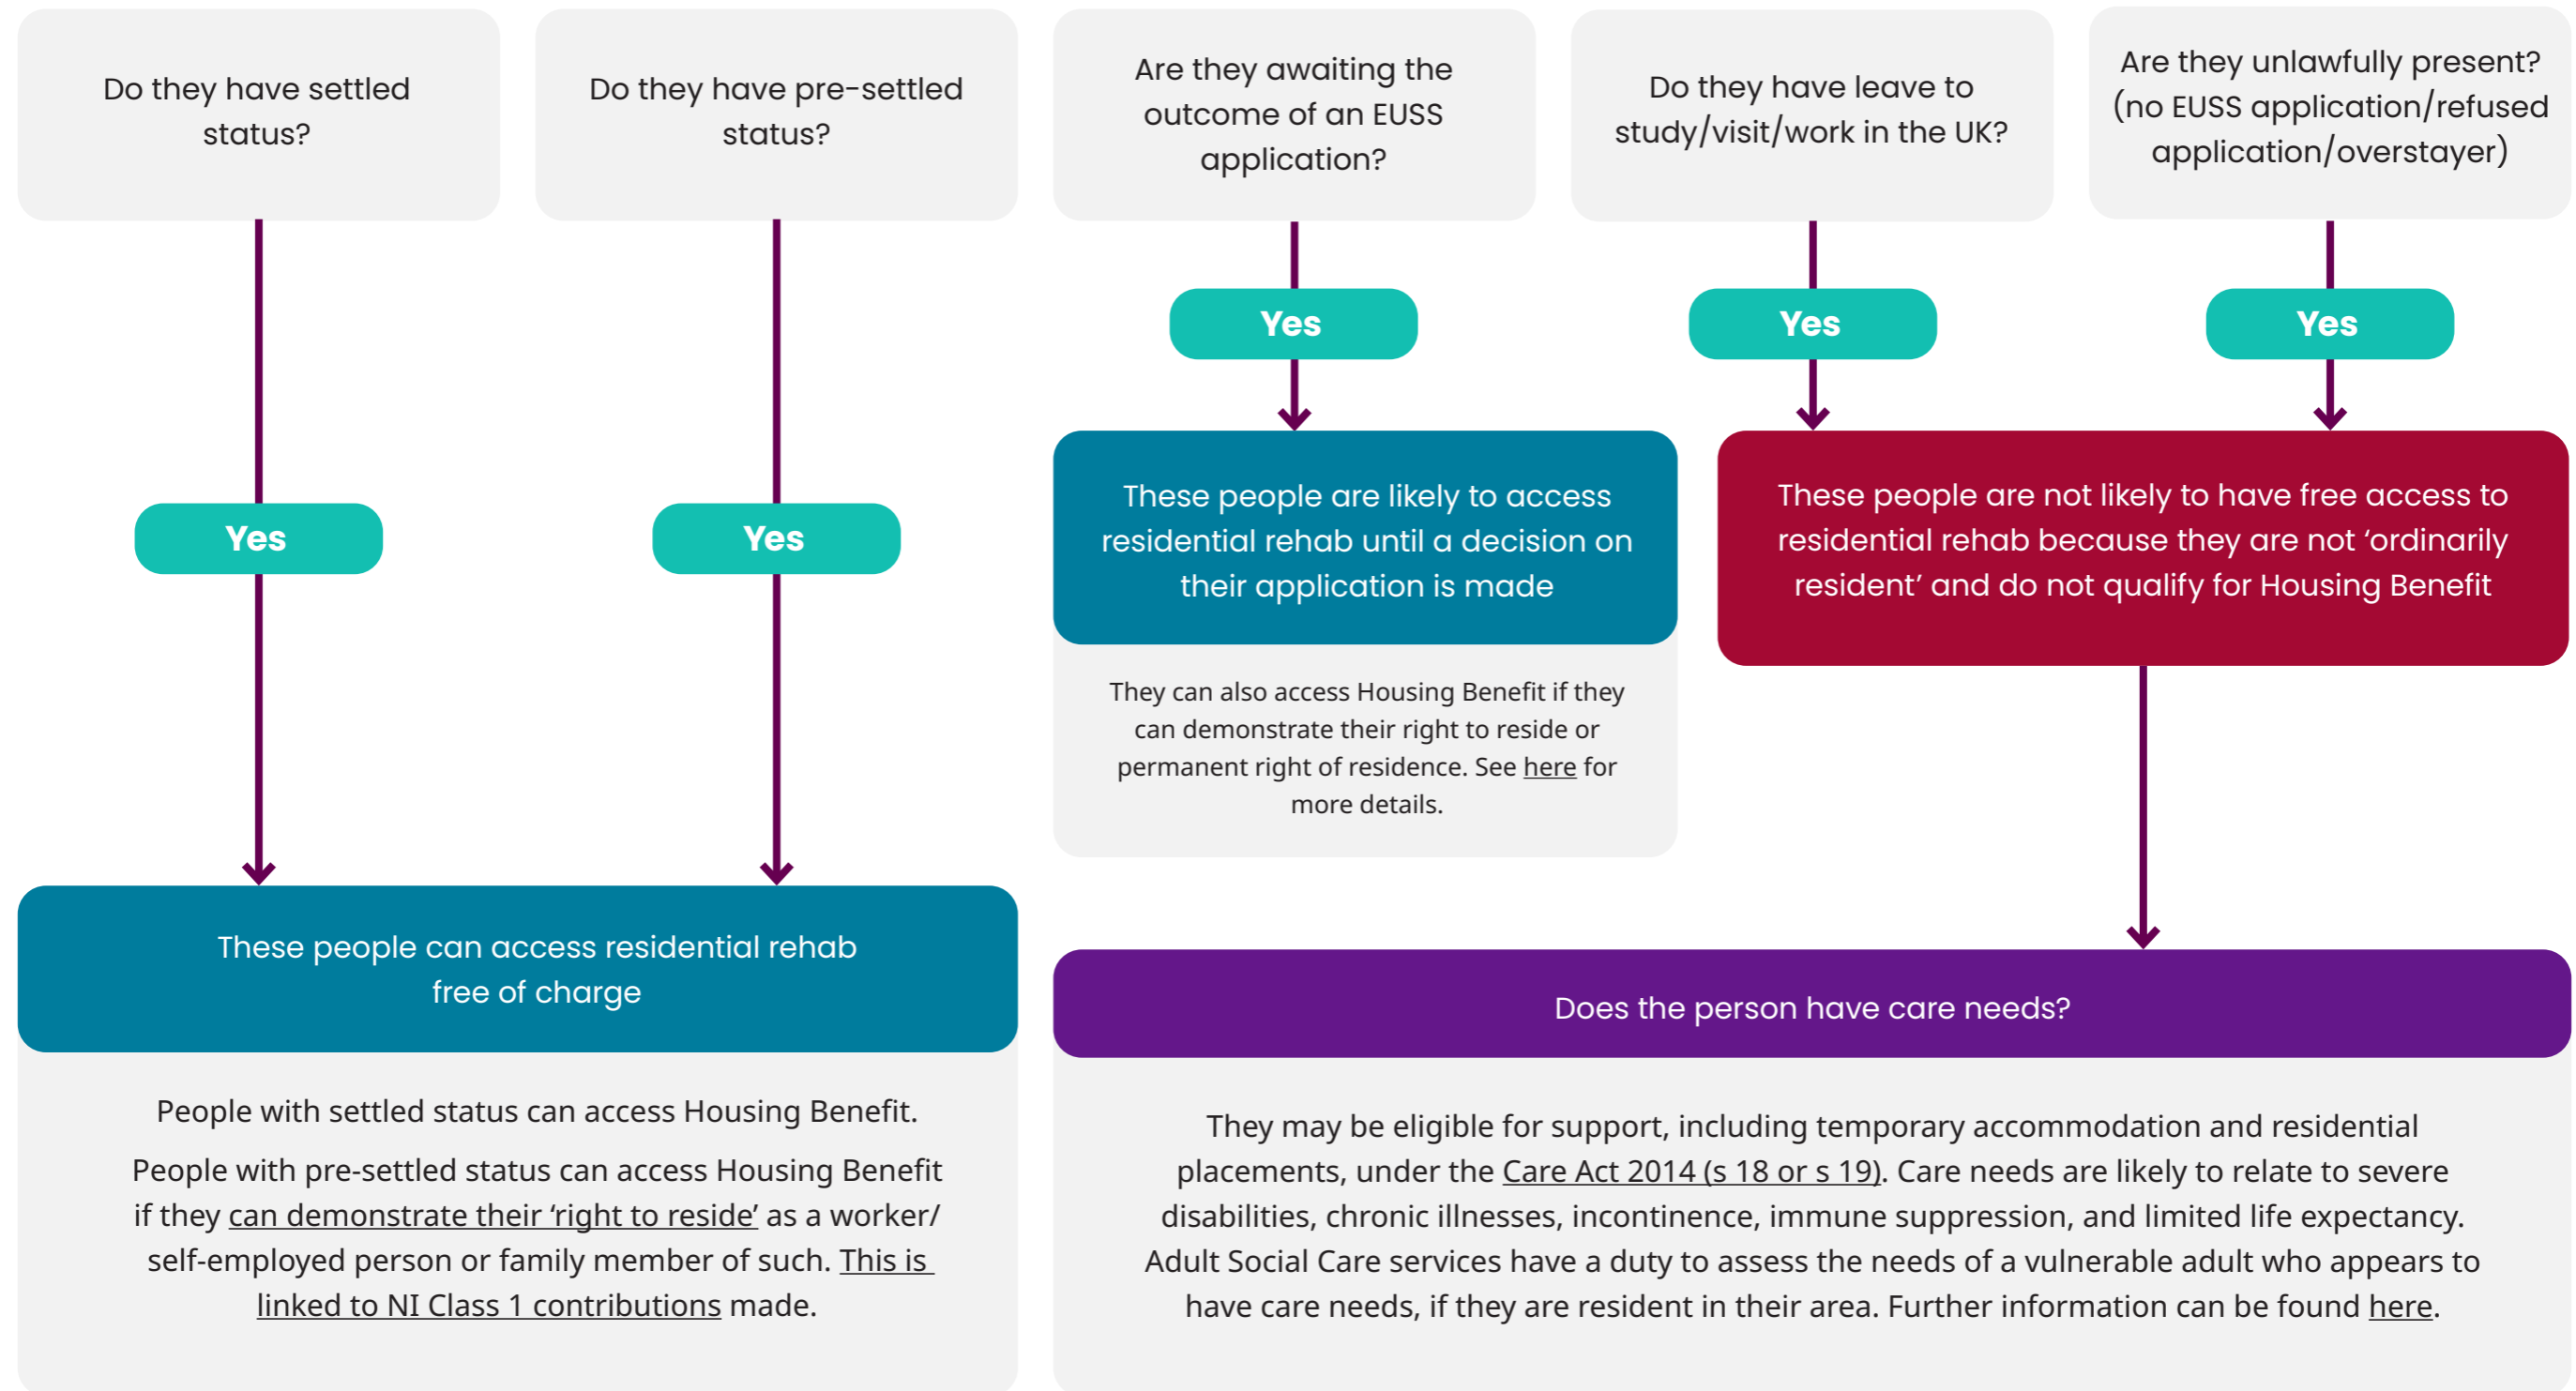 Do they have settled
status?
Do they have pre-settled
status?
Are they awaiting the
outcome of an EUSS
application?
Do they have leave to
study/visit/work in the UK?
Are they unlawfully present?
(no EUSS application/refused
application/overstayer)
Yes
Yes
Yes
Yes
Yes
These people are likely to access
residential rehab until a decision on
their application is made
They can also access Housing Benefit if they
can demonstrate their right to reside or
permanent right of residence. See here for
more details.
These people are not likely to have free access to
residential rehab because they are not ‘ordinarily
resident’ and do not qualify for Housing Benefit
These people can access residential rehab
free of charge
People with settled status can access Housing Benefit.
People with pre-settled status can access Housing Benefit
if they can demonstrate their ‘right to reside’ as a worker/
self-employed person or family member of such. This is
linked to NI Class 1 contributions made.
Does the person have care needs?
They may be eligible for support, including temporary accommodation and residential
placements, under the Care Act 2014 (s 18 or s 19). Care needs are likely to relate to severe
disabilities, chronic illnesses, incontinence, immune suppression, and limited life expectancy.
Adult Social Care services have a duty to assess the needs of a vulnerable adult who appears to
have care needs, if they are resident in their area. Further information can be found here.